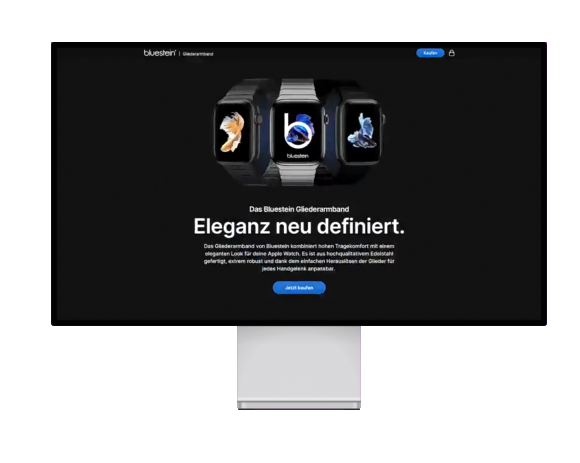 bluestein® | Gliederarmband
Kaufen
b
bluestein
Das Bluestein Gliederarmband
Eleganz neu definiert.
Das Gliederarmband von Bluestein kombiniert hohen Tragekomfort mit einem
eleganten Look für deine Apple Watch. Es ist aus hochqualitativem Edelstahl
gefertigt, extrem robust und dank dem einfachen Herauslösen der Glieder für
jedes Handgelenk anpassbar.
Jetzt kaufen